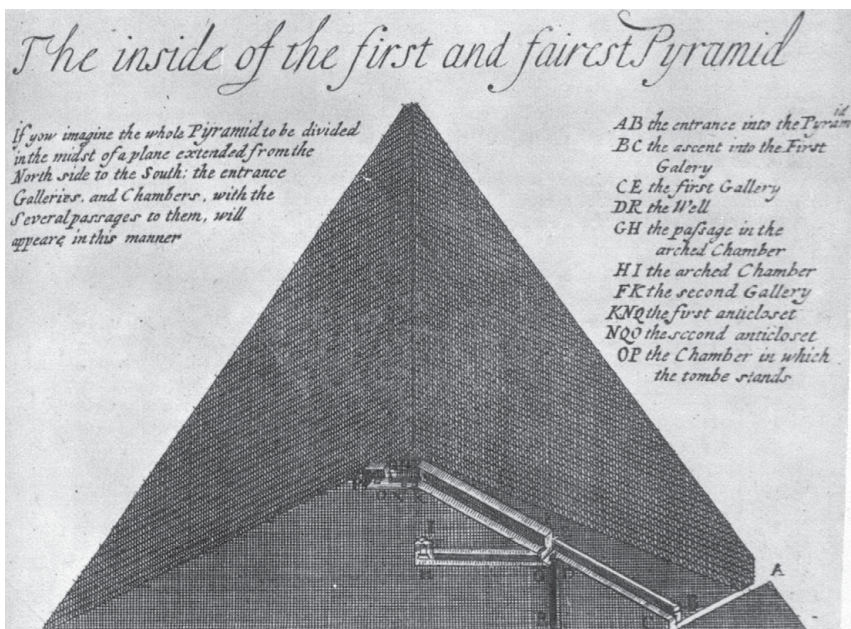 The inside of the first and fairest Pyramid
If you imagine the whole Pyramid to be divided
in the midst of a plane extended from the
North side to the South: the entrance
Galleries, and Chambers, with the
several passages to them, will
appeare in this manner
AB the entrance into the Pyramid
BC the ascent into the First
Galery
CE the first Gallery
DR the Well
GH the passage in the
arched Chamber
HI the arched Chamber
FK the second Gallery
KNQ the first anticloset
NQO the second anticloset
OP the Chamber in which
the tombe stands
I
H
G D
A
B
C
R